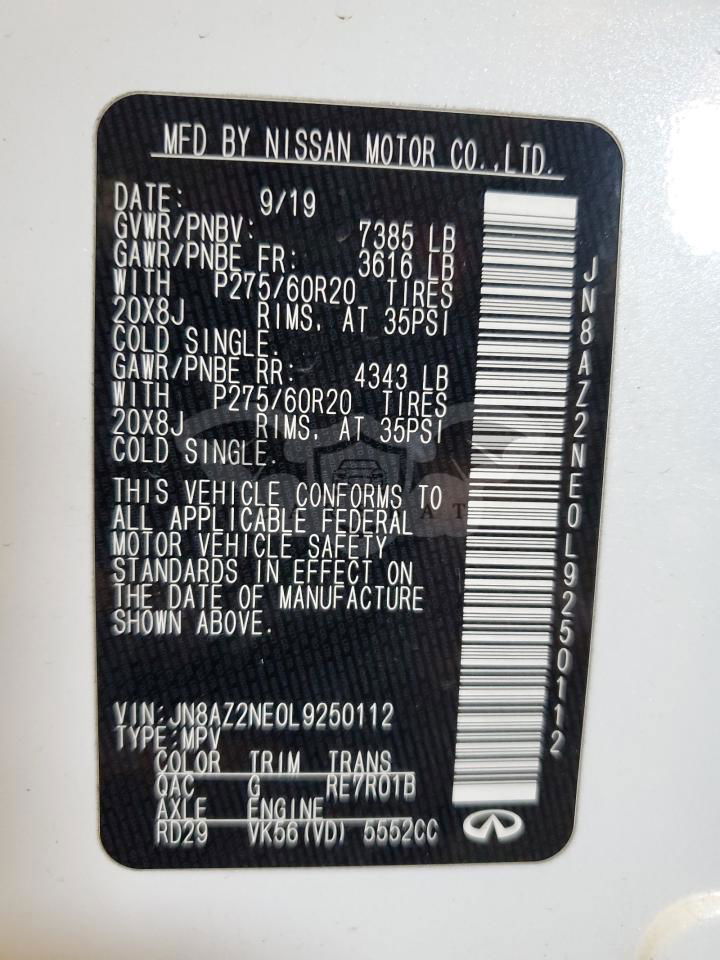 MFD BY NISSAN MOTOR CO.,LTD.
DATE: 9/19
GVWR/PNBV: 7385 LB
GAWR/PNBE FR: 3616 LB
WITH P275/60R20 TIRES
20X8J RIMS, AT 35PSI
COLD SINGLE.
GAWR/PNBE RR: 4343 LB
WITH P275/60R20 TIRES
20X8J RIMS, AT 35PSI
COLD SINGLE.
THIS VEHICLE CONFORMS TO
ALL APPLICABLE FEDERAL
MOTOR VEHICLE SAFETY
STANDARDS IN EFFECT ON
THE DATE OF MANUFACTURE
SHOWN ABOVE.
VIN:JN8AZ2NE0L9250112
TYPE:MPV
COLOR TRIM TRANS
QAC G RE7R01B
AXLE ENGINE
RD29 VK56(VD) 5552CC
JN8AZ2NE0L9250112